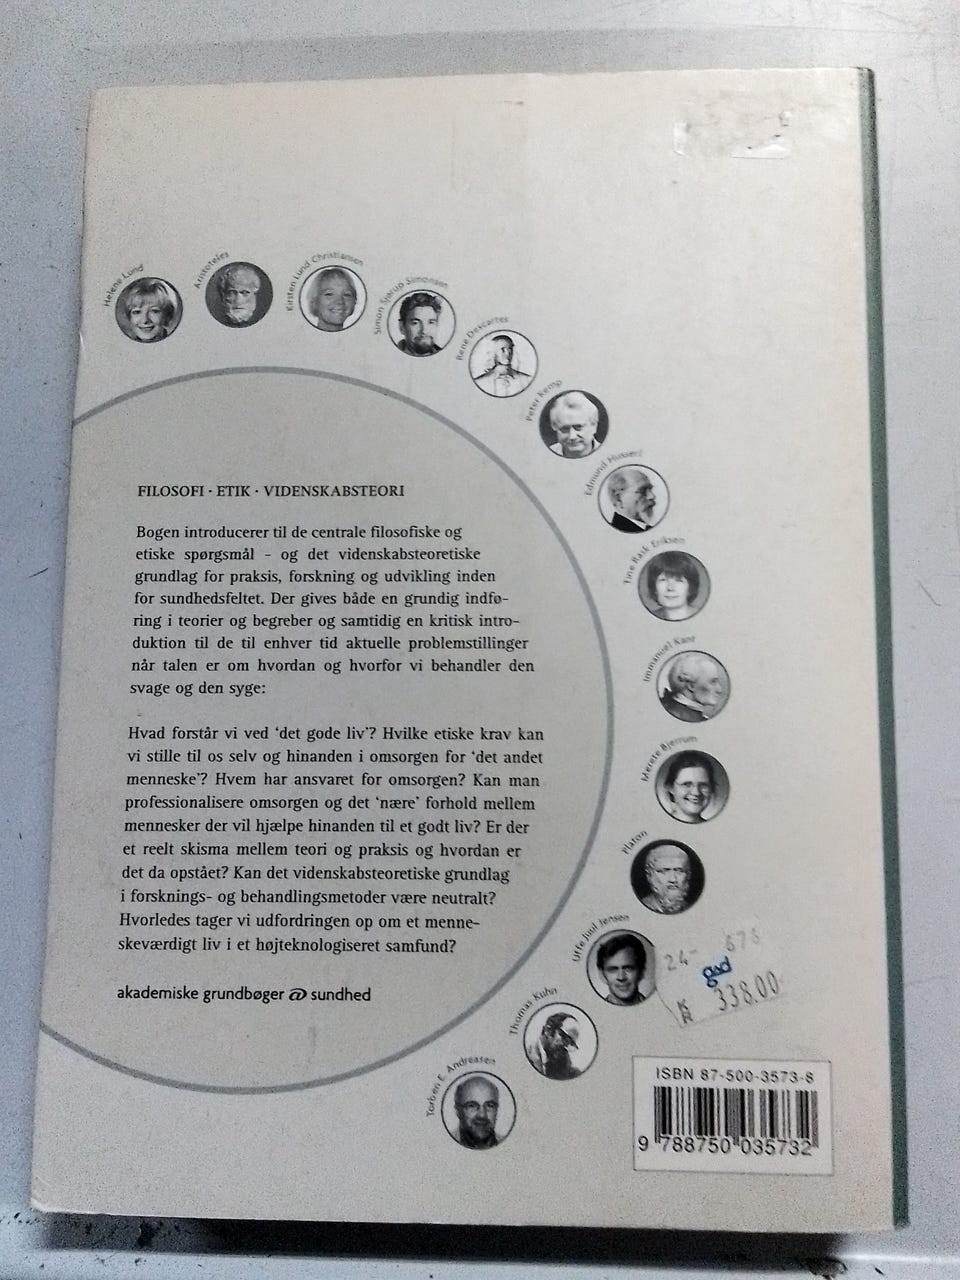 Helene Lund
Aristoteles
Kirsten Lund Christiansen
Simon Sjørup Simonsen
René Descartes
Peter Kemp
Edmund Husserl
Tine Rask Eriksen
Immanuel Kant
Merete Bjerrum
Platon
Uffe Juul Jensen
Thomas Kuhn
Torben E. Andreasen
FILOSOFI · ETIK · VIDENSKABSTEORI
Bogen introducerer til de centrale filosofiske og
etiske spørgsmål - og det videnskabsteoretiske
grundlag for praksis, forskning og udvikling inden
for sundhedsfeltet. Der gives både en grundig indfø-
ring i teorier og begreber og samtidig en kritisk intro-
duktion til de til enhver tid aktuelle problemstillinger
når talen er om hvordan og hvorfor vi behandler den
svage og den syge:
Hvad forstår vi ved 'det gode liv'? Hvilke etiske krav kan
vi stille til os selv og hinanden i omsorgen for 'det andet
menneske'? Hvem har ansvaret for omsorgen? Kan man
professionalisere omsorgen og det 'nære' forhold mellem
mennesker der vil hjælpe hinanden til et godt liv? Er der
et reelt skisma mellem teori og praksis og hvordan er
det da opstået? Kan det videnskabsteoretiske grundlag
i forsknings- og behandlingsmetoder være neutralt?
Hvorledes tager vi udfordringen op om et menne-
skeværdigt liv i et højteknologiseret samfund?
akademiske grundbøger @ sundhed
24- 678
gad
338.00
ISBN 87-500-3573-8
9 788750 035732